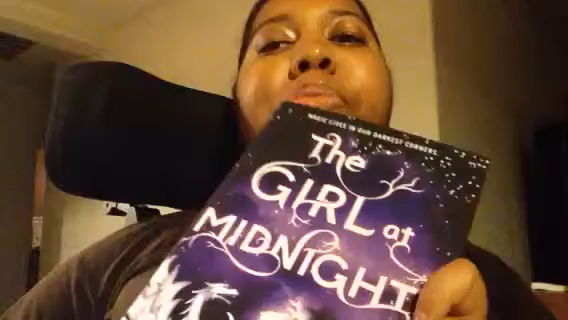 MAGIC LIVES IN OUR DARKEST CORNERS.
The
GIRL at
MIDNIGHT